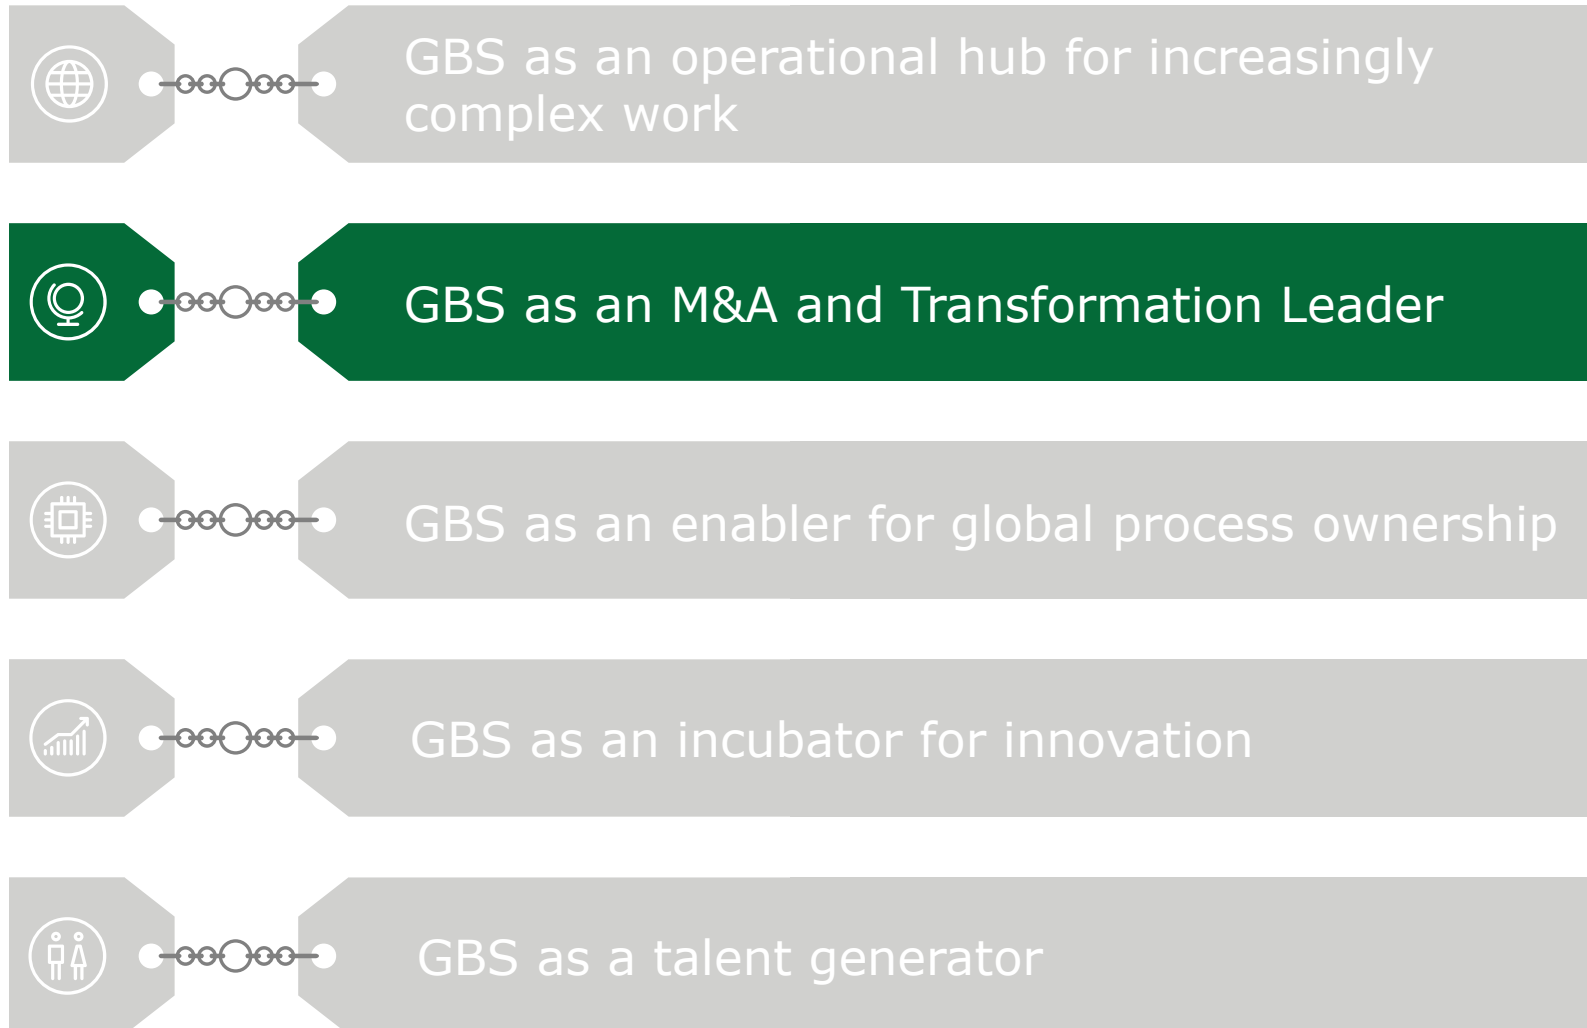 GBS as an operational hub for increasingly
complex work
GBS as an M&A and Transformation Leader
GBS as an enabler for global process ownership
GBS as an incubator for innovation
GBS as a talent generator